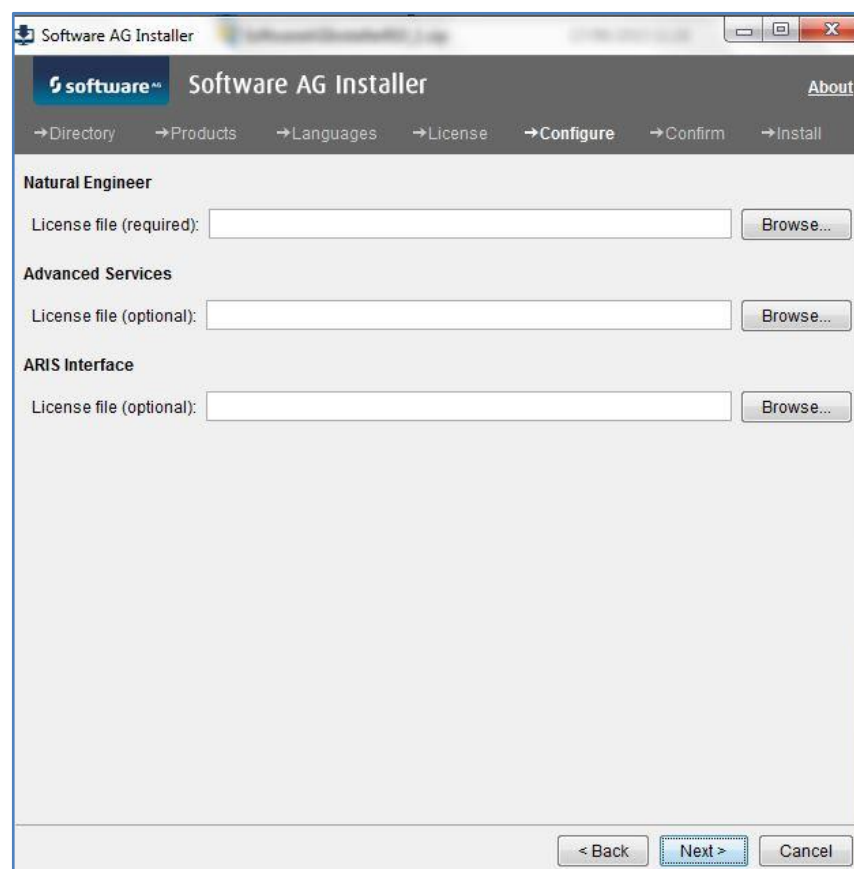 Software AG Installer
software AG Software AG Installer About
→Directory →Products →Languages →License →Configure →Confirm →Install
Natural Engineer
License file (required): Browse...
Advanced Services
License file (optional): Browse...
ARIS Interface
License file (optional): Browse...
< Back Next > Cancel